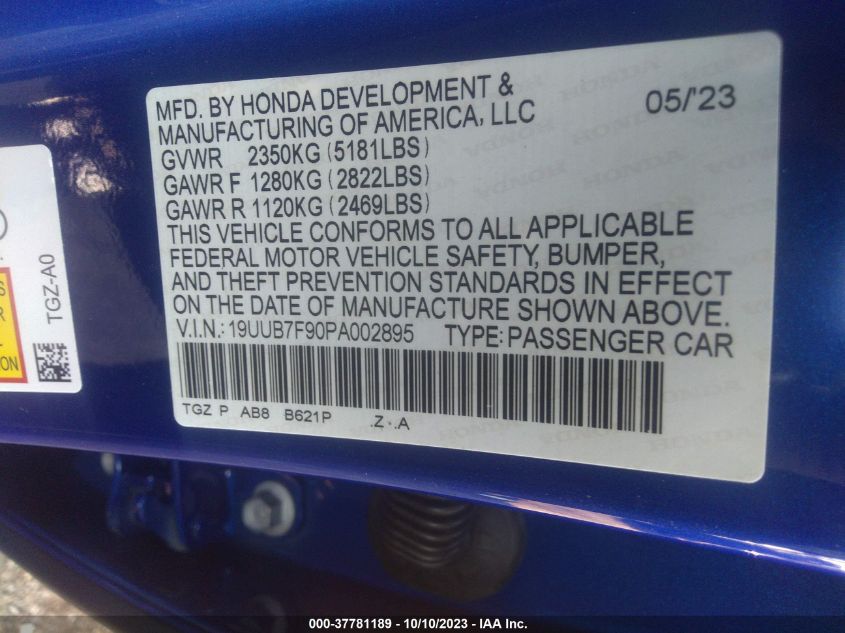 MFD. BY HONDA DEVELOPMENT & 05/'23
MANUFACTURING OF AMERICA, LLC
GVWR 2350KG (5181LBS)
GAWR F 1280KG (2822LBS)
GAWR R 1120KG (2469LBS)
THIS VEHICLE CONFORMS TO ALL APPLICABLE
FEDERAL MOTOR VEHICLE SAFETY, BUMPER,
AND THEFT PREVENTION STANDARDS IN EFFECT
ON THE DATE OF MANUFACTURE SHOWN ABOVE.
V.I.N.: 19UUB7F90PA002895 TYPE: PASSENGER CAR
TGZ P AB8 B621P .Z-.A
TGZ-A0
000-37781189 - 10/10/2023 - IAA Inc.